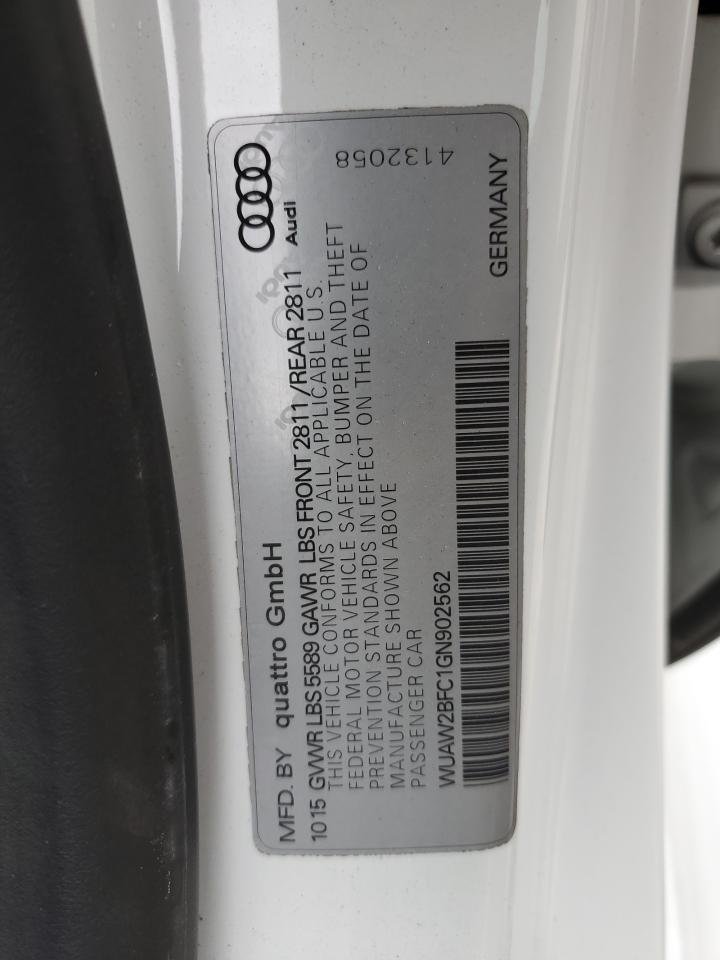 MFD. BY quattro GmbH
Audi
1015 GVWR LBS 5589 GAWR LBS FRONT 2811 /REAR 2811
THIS VEHICLE CONFORMS TO ALL APPLICABLE U.S.
FEDERAL MOTOR VEHICLE SAFETY, BUMPER AND THEFT
PREVENTION STANDARDS IN EFFECT ON THE DATE OF
MANUFACTURE SHOWN ABOVE
PASSENGER CAR
4132058
WUAW2BFC1GN902562
GERMANY